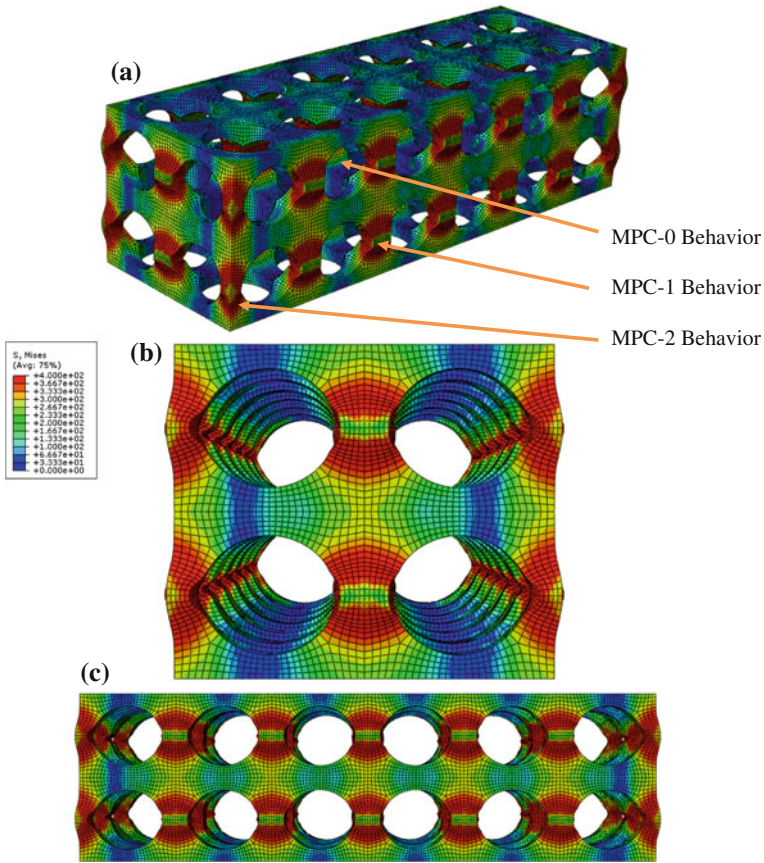 (a)
MPC-0 Behavior
MPC-1 Behavior
MPC-2 Behavior
(b)
S, Mises
(Avg: 75%)
+4.000e+02
+3.667e+02
+3.333e+02
+3.000e+02
+2.667e+02
+2.333e+02
+2.000e+02
+1.667e+02
+1.333e+02
+1.000e+02
+6.667e+01
+3.333e+01
+0.000e+00
(c)